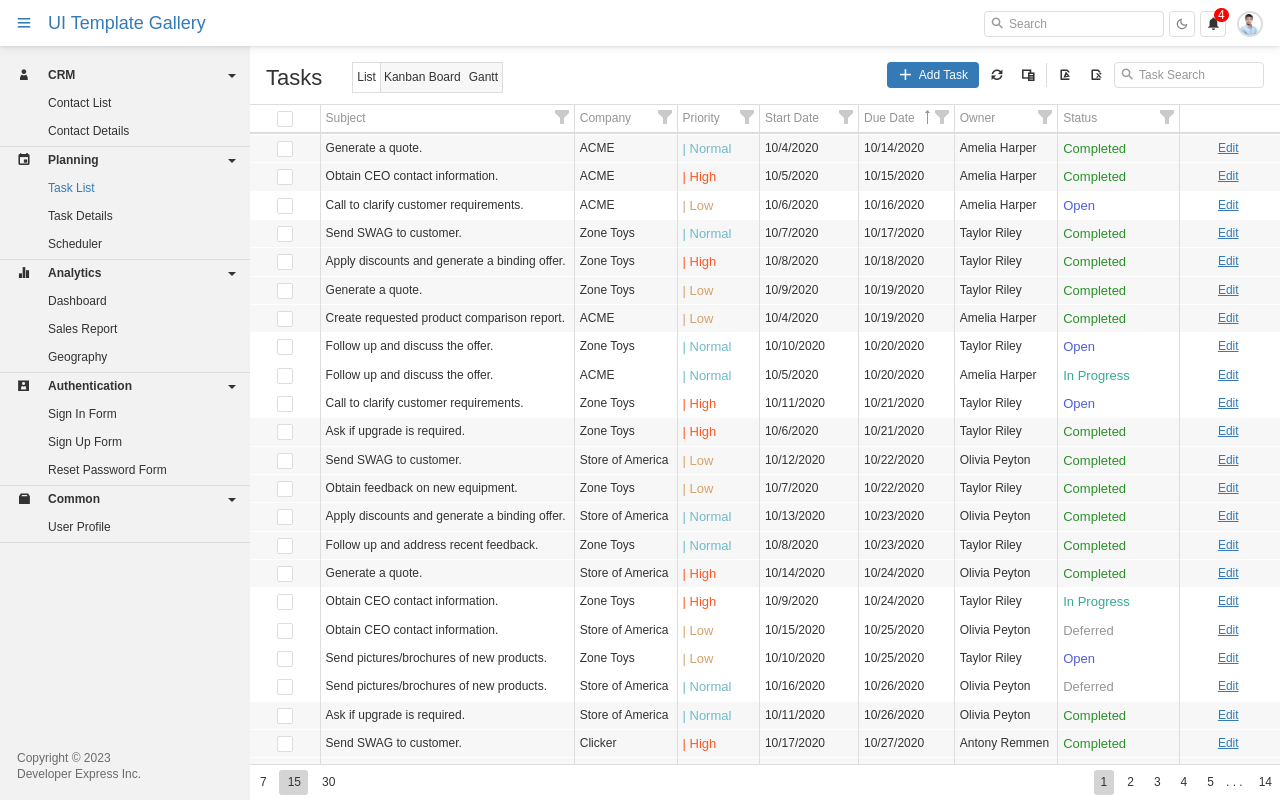 UI Template Gallery
Search
4
CRM
Contact List
Contact Details
Planning
Task List
Task Details
Scheduler
Analytics
Dashboard
Sales Report
Geography
Authentication
Sign In Form
Sign Up Form
Reset Password Form
Common
User Profile
Copyright © 2023
Developer Express Inc.
Tasks List Kanban Board Gantt Add Task Task Search
Subject Company Priority Start Date Due Date Owner Status
Generate a quote. ACME | Normal 10/4/2020 10/14/2020 Amelia Harper Completed Edit
Obtain CEO contact information. ACME | High 10/5/2020 10/15/2020 Amelia Harper Completed Edit
Call to clarify customer requirements. ACME | Low 10/6/2020 10/16/2020 Amelia Harper Open Edit
Send SWAG to customer. Zone Toys | Normal 10/7/2020 10/17/2020 Taylor Riley Completed Edit
Apply discounts and generate a binding offer. Zone Toys | High 10/8/2020 10/18/2020 Taylor Riley Completed Edit
Generate a quote. Zone Toys | Low 10/9/2020 10/19/2020 Taylor Riley Completed Edit
Create requested product comparison report. ACME | Low 10/4/2020 10/19/2020 Amelia Harper Completed Edit
Follow up and discuss the offer. Zone Toys | Normal 10/10/2020 10/20/2020 Taylor Riley Open Edit
Follow up and discuss the offer. ACME | Normal 10/5/2020 10/20/2020 Amelia Harper In Progress Edit
Call to clarify customer requirements. Zone Toys | High 10/11/2020 10/21/2020 Taylor Riley Open Edit
Ask if upgrade is required. Zone Toys | High 10/6/2020 10/21/2020 Taylor Riley Completed Edit
Send SWAG to customer. Store of America | Low 10/12/2020 10/22/2020 Olivia Peyton Completed Edit
Obtain feedback on new equipment. Zone Toys | Low 10/7/2020 10/22/2020 Taylor Riley Completed Edit
Apply discounts and generate a binding offer. Store of America | Normal 10/13/2020 10/23/2020 Olivia Peyton Completed Edit
Follow up and address recent feedback. Zone Toys | Normal 10/8/2020 10/23/2020 Taylor Riley Completed Edit
Generate a quote. Store of America | High 10/14/2020 10/24/2020 Olivia Peyton Completed Edit
Obtain CEO contact information. Zone Toys | High 10/9/2020 10/24/2020 Taylor Riley In Progress Edit
Obtain CEO contact information. Store of America | Low 10/15/2020 10/25/2020 Olivia Peyton Deferred Edit
Send pictures/brochures of new products. Zone Toys | Low 10/10/2020 10/25/2020 Taylor Riley Open Edit
Send pictures/brochures of new products. Store of America | Normal 10/16/2020 10/26/2020 Olivia Peyton Deferred Edit
Ask if upgrade is required. Store of America | Normal 10/11/2020 10/26/2020 Olivia Peyton Completed Edit
Send SWAG to customer. Clicker | High 10/17/2020 10/27/2020 Antony Remmen Completed Edit
7 15 30 1 2 3 4 5 . . . 14